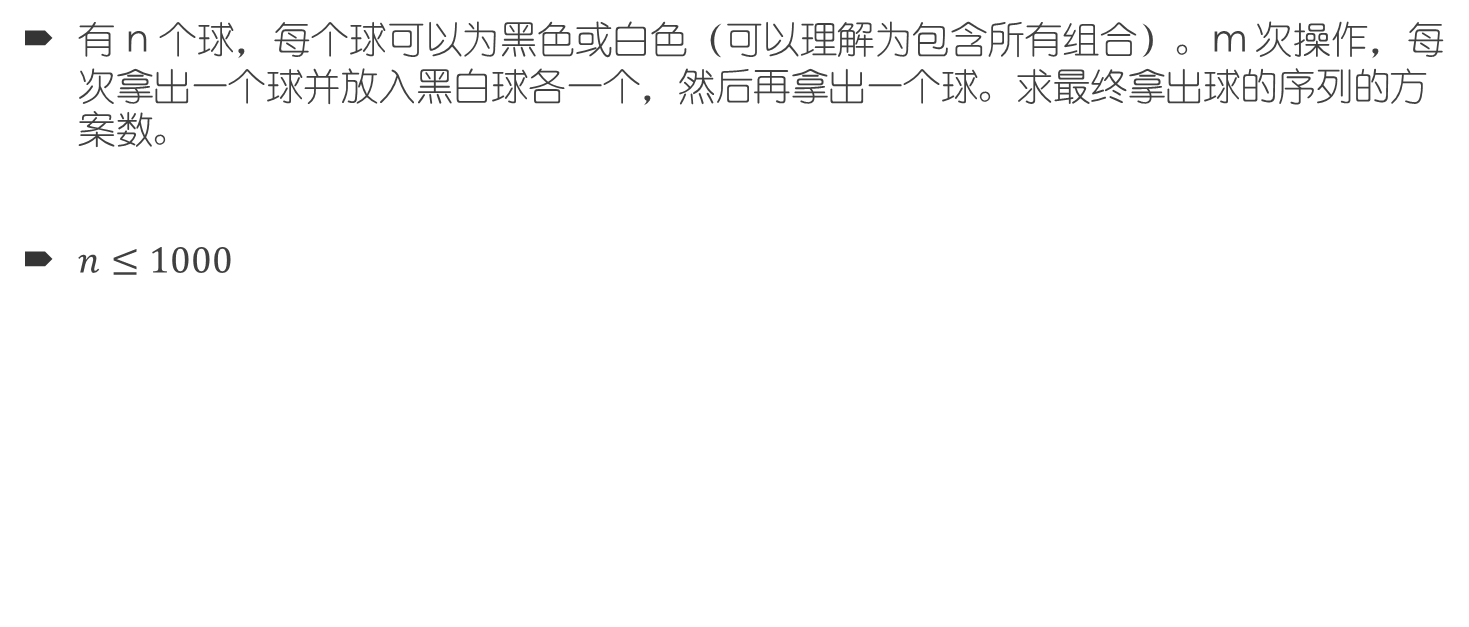 有 n 个球，每个球可以为黑色或白色（可以理解为包含所有组合）。m 次操作，每
次拿出一个球并放入黑白球各一个，然后再拿出一个球。求最终拿出球的序列的方
案数。
n ≤ 1000